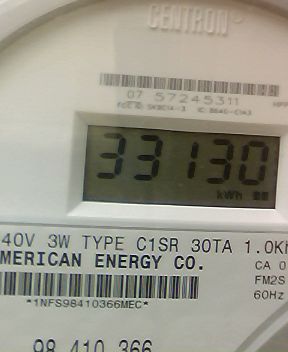 CENTRON
07 57245311
33130
kWh
40V 3W TYPE C1SR 30TA 1.0K
MERICAN ENERGY CO.
CA 0
FM2S
60Hz
*1NFS98410366MEC*
98 410 366